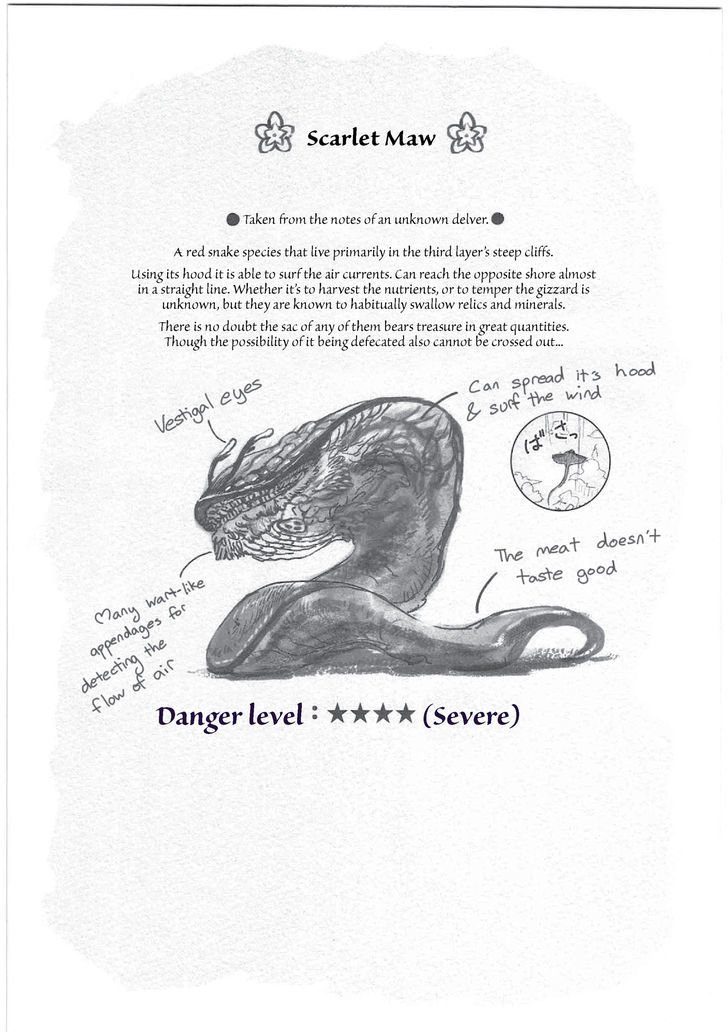 Scarlet Maw
Taken from the notes of an unknown delver.
A red snake species that live primarily in the third layer's steep cliffs.
Using its hood it is able to surf the air currents. Can reach the opposite shore almost
in a straight line. Whether it's to harvest the nutrients, or to temper the gizzard is
unknown, but they are known to habitually swallow relics and minerals.
There is no doubt the sac of any of them bears treasure in great quantities.
Though the possibility of it being defecated also cannot be crossed out...
Vestigal eyes
Can spread it's hood
& surf the wind
ばさっ
The meat doesn't
taste good
Many wart-like
appendages for
detecting the
flow of air
Danger level : ★★★★ (Severe)